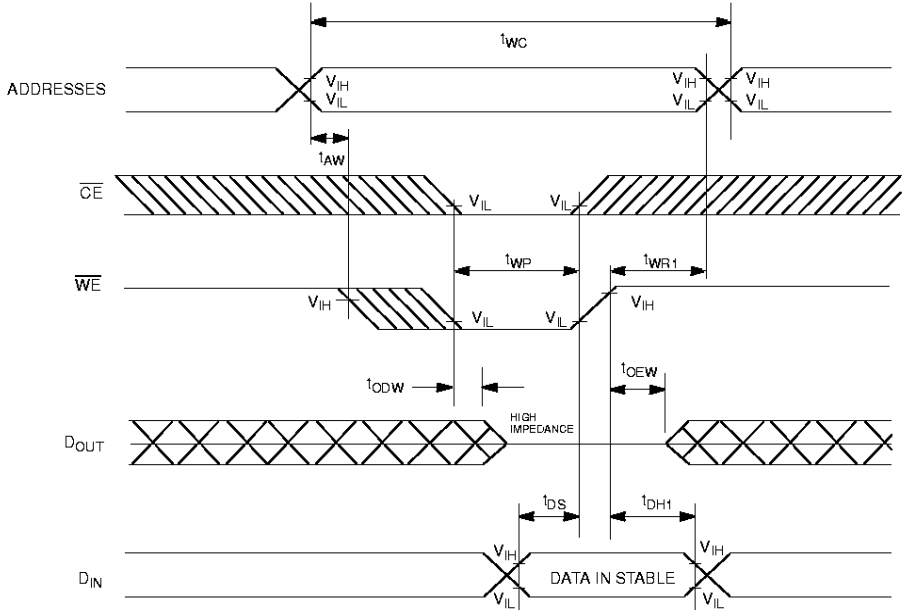 tWC
ADDRESSES
VIH
VIL
VIH
VIL
VIH
VIL
tAW
CE
VIL
VIL
tWP
tWR1
WE
VIH
VIL
VIL
VIH
tODW
tOEW
DOUT
HIGH
IMPEDANCE
tDS
tDH1
DIN
VIH
VIL
DATA IN STABLE
VIH
VIL